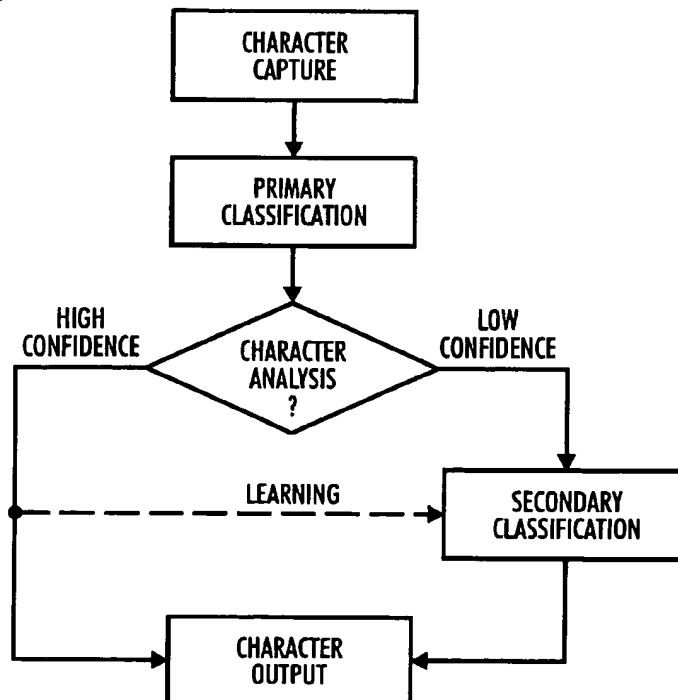 CHARACTER
CAPTURE
PRIMARY
CLASSIFICATION
HIGH
CONFIDENCE
LOW
CONFIDENCE
CHARACTER
ANALYSIS
?
LEARNING
SECONDARY
CLASSIFICATION
CHARACTER
OUTPUT